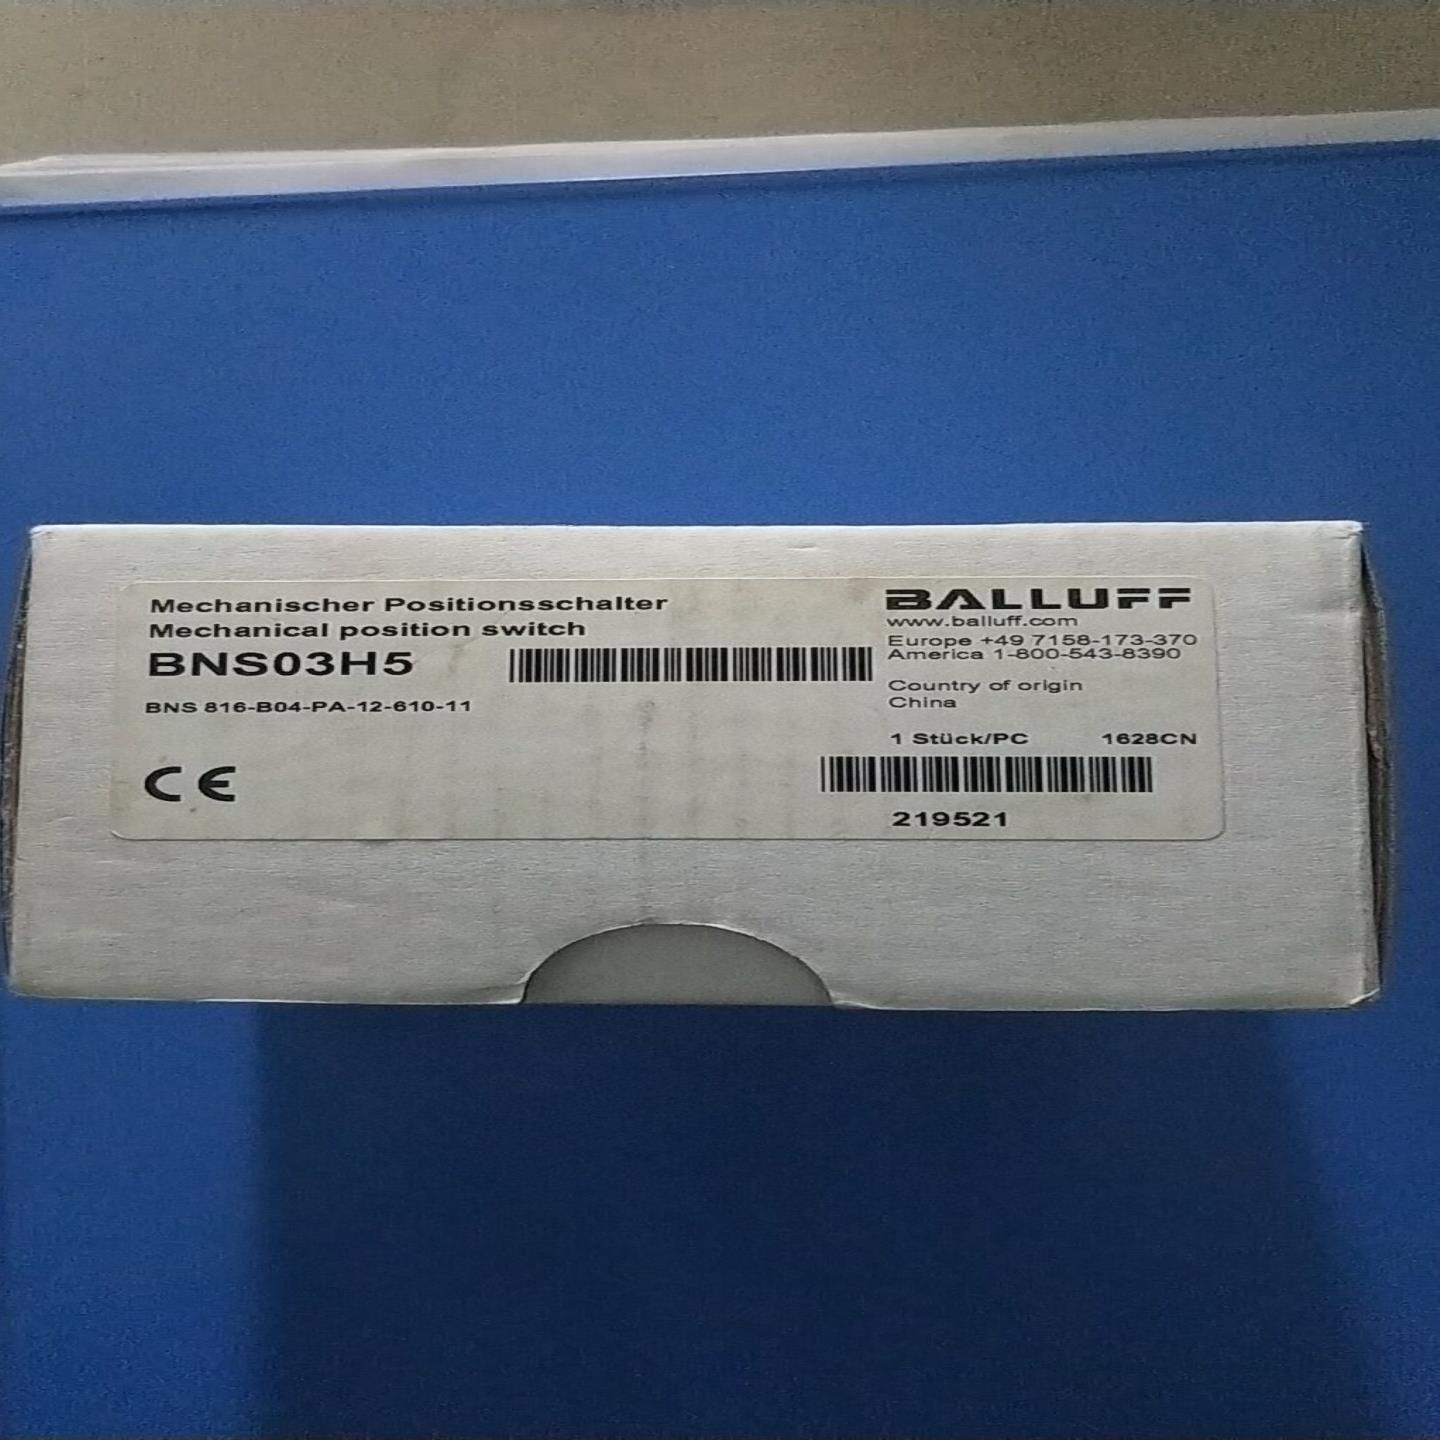 Mechanischer Positionsschalter
Mechanical position switch
BNS03H5
BNS 816-B04-PA-12-610-11
CE
BALLUFF
www.balluff.com
Europe +49 7158-173-370
America 1-800-543-8390
Country of origin
China
1 Stück/PC 1628CN
219521